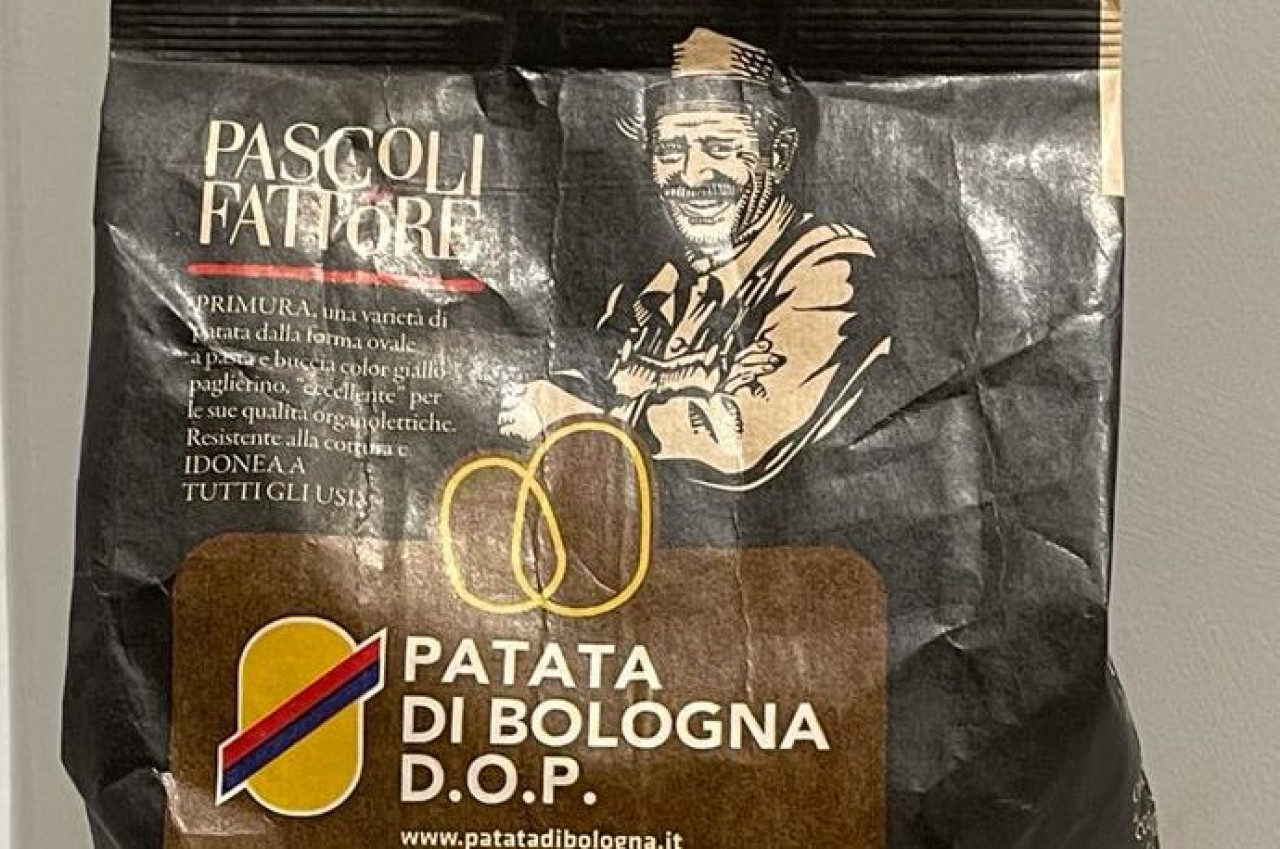 PASCOLI
FATTORE
PRIMURA, una varietà di
patata dalla forma ovale
a pasta e buccia color giallo
paglierino, "eccellente" per
le sue qualità organolettiche.
Resistente alla cottura e
IDONEA A
TUTTI GLI USI
PATATA
DI BOLOGNA
D.O.P.
www.patatadibologna.it